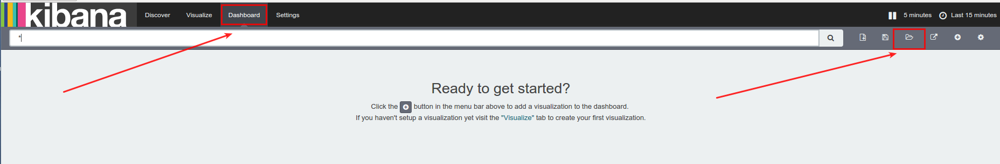 kibana Discover Visualize Dashboard Settings 5 minutes Last 15 minutes
*
Ready to get started?
Click the button in the menu bar above to add a visualization to the dashboard.
If you haven't setup a visualization yet visit the "Visualize" tab to create your first visualization.